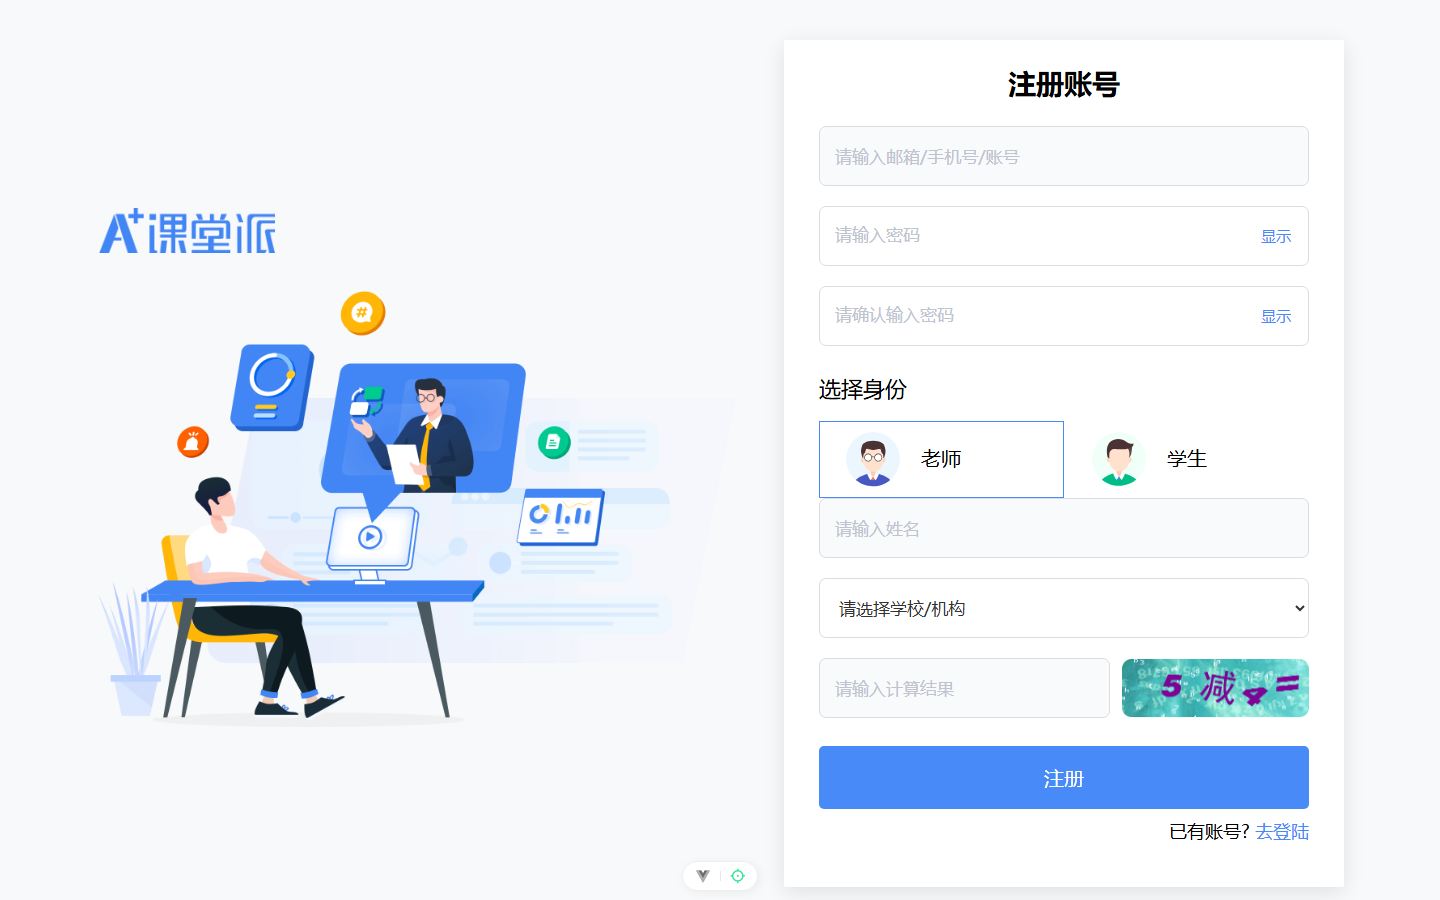 A+课堂派
注册账号
请输入邮箱/手机号/账号
请输入密码
显示
请确认输入密码
显示
选择身份
老师
学生
请输入姓名
请选择学校/机构
请输入计算结果
5 减 4 =
注册
已有账号? 去登陆